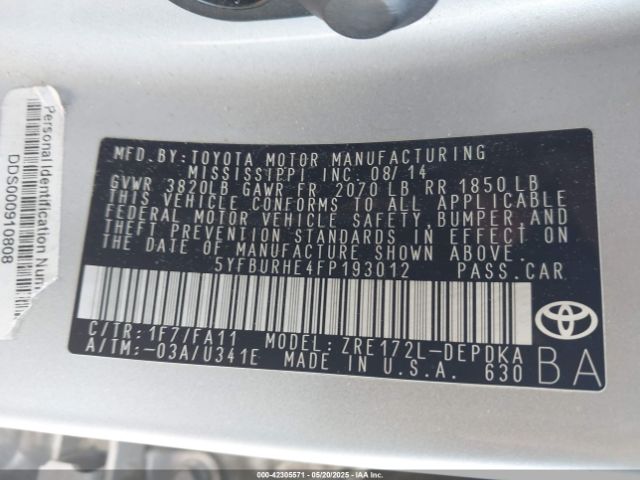 Personal Identification Num
DDS000910808
MFD.BY: TOYOTA MOTOR MANUFACTURING
MISSISSIPPI INC. 08/14
GVWR 3820LB GAWR FR 2070 LB RR 1850 LB
THIS VEHICLE CONFORMS TO ALL APPLICABLE
FEDERAL MOTOR VEHICLE SAFETY, BUMPER AND
THEFT PREVENTION STANDARDS IN EFFECT ON
THE DATE OF MANUFACTURE SHOWN ABOVE.
5YFBURHE4FP193012 PASS.CAR
C/TR:1F7/FA11 MODEL: ZRE172L-DEPDKA
A/TM:-03A/U341E MADE IN U.S.A. 630
BA
IAA-42305571 | 05/20/2025 | IAA, Inc.